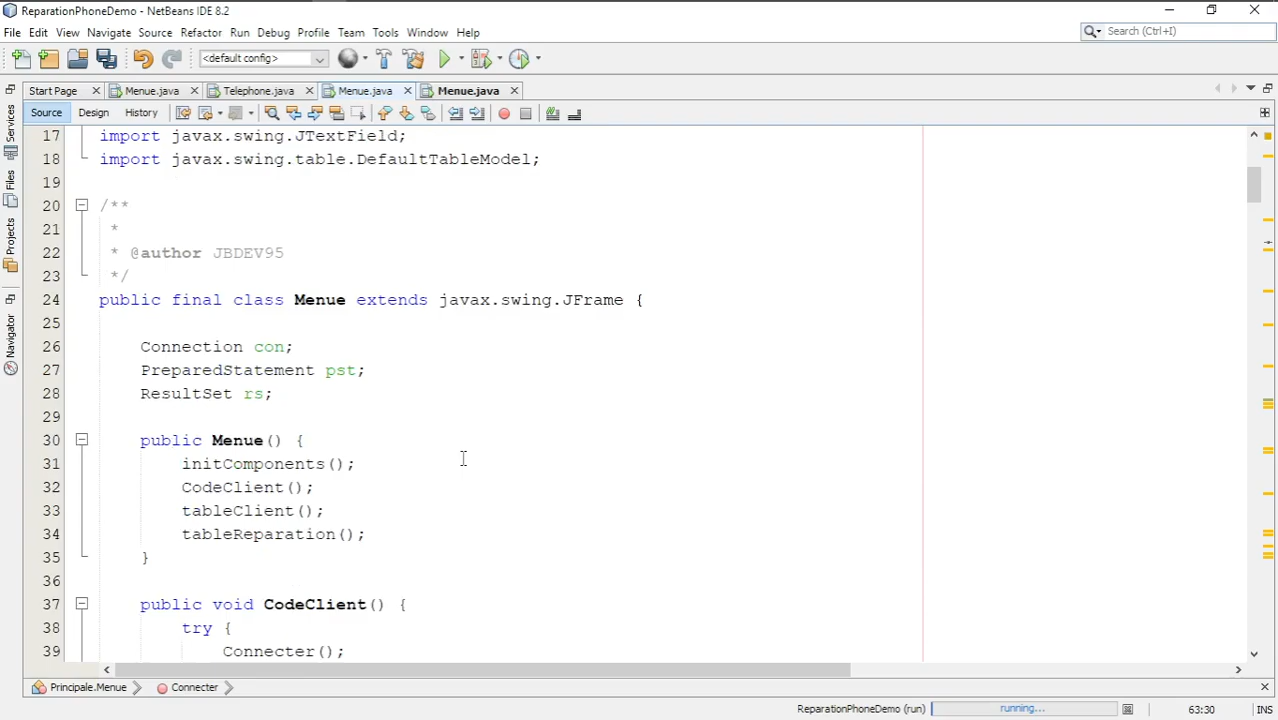 ReparationPhoneDemo - NetBeans IDE 8.2
File Edit View Navigate Source Refactor Run Debug Profile Team Tools Window Help
Search (Ctrl+I)
<default config>
Start Page Menue.java Telephone.java Menue.java Menue.java
Source Design History
17 import javax.swing.JTextField;
18 import javax.swing.table.DefaultTableModel;
19
20 /**
21 *
22 * @author JBDEV95
23 */
24 public final class Menue extends javax.swing.JFrame {
25
26 Connection con;
27 PreparedStatement pst;
28 ResultSet rs;
29
30 public Menue() {
31 initComponents();
32 CodeClient();
33 tableClient();
34 tableReparation();
35 }
36
37 public void CodeClient() {
38 try {
39 Connecter();
Services
Files
Projects
Navigator
Principale.Menue Connecter
ReparationPhoneDemo (run) running... 63:30 INS